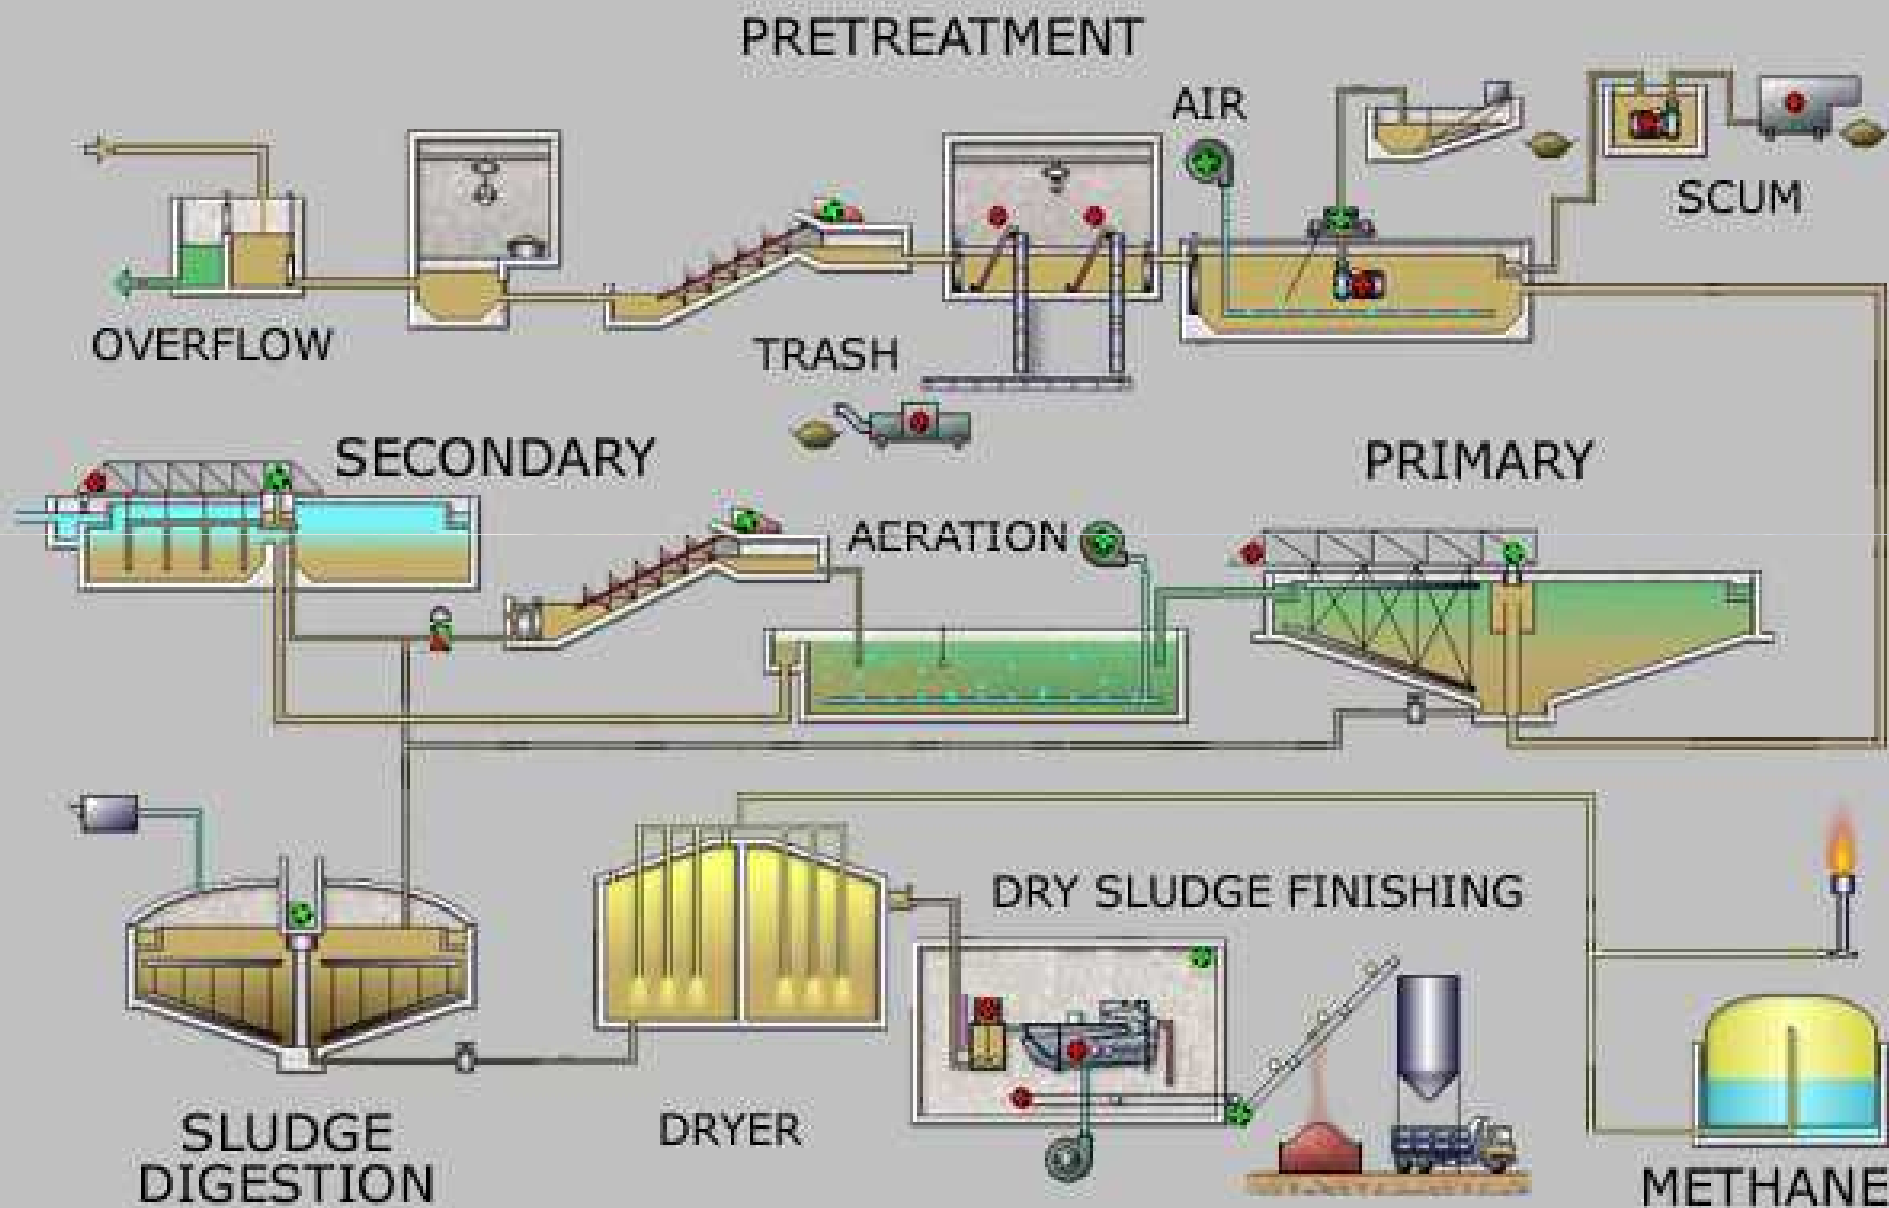 PRETREATMENT
AIR
SCUM
OVERFLOW
TRASH
SECONDARY
PRIMARY
AERATION
DRY SLUDGE FINISHING
SLUDGE
DIGESTION
DRYER
METHANE